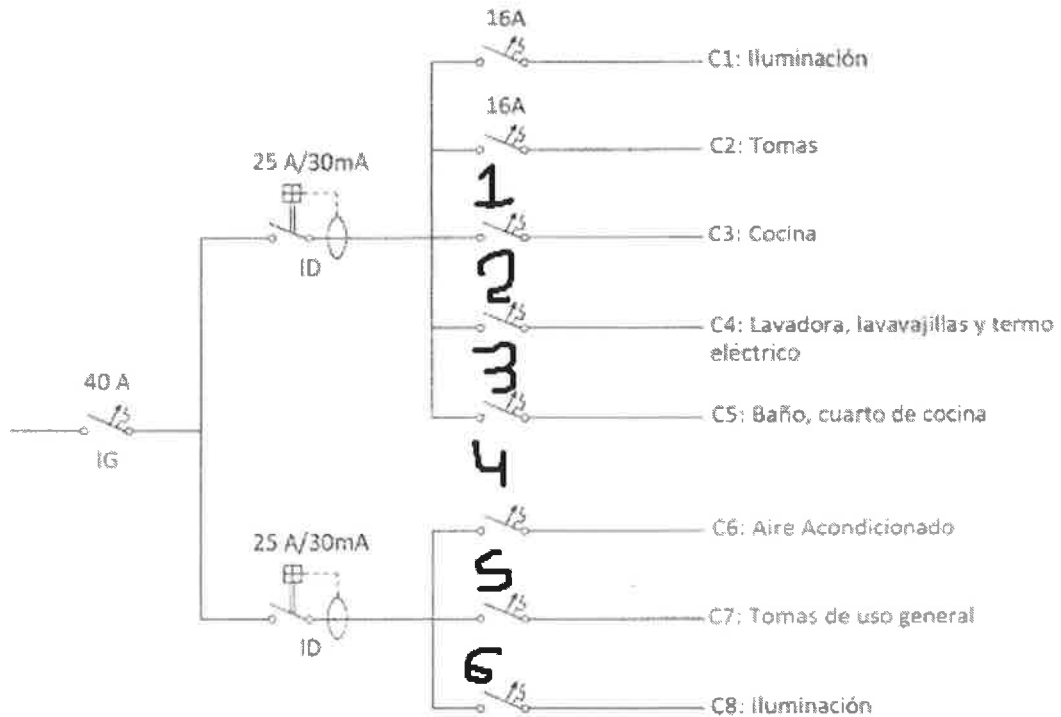 16A
C1: Iluminación
16A
C2: Tomas
25 A/30mA
ID
1
C3: Cocina
2
C4: Lavadora, lavavajillas y termo
eléctrico
3
C5: Baño, cuarto de cocina
40 A
IG
4
C6: Aire Acondicionado
25 A/30mA
ID
5
C7: Tomas de uso general
6
C8: Iluminación